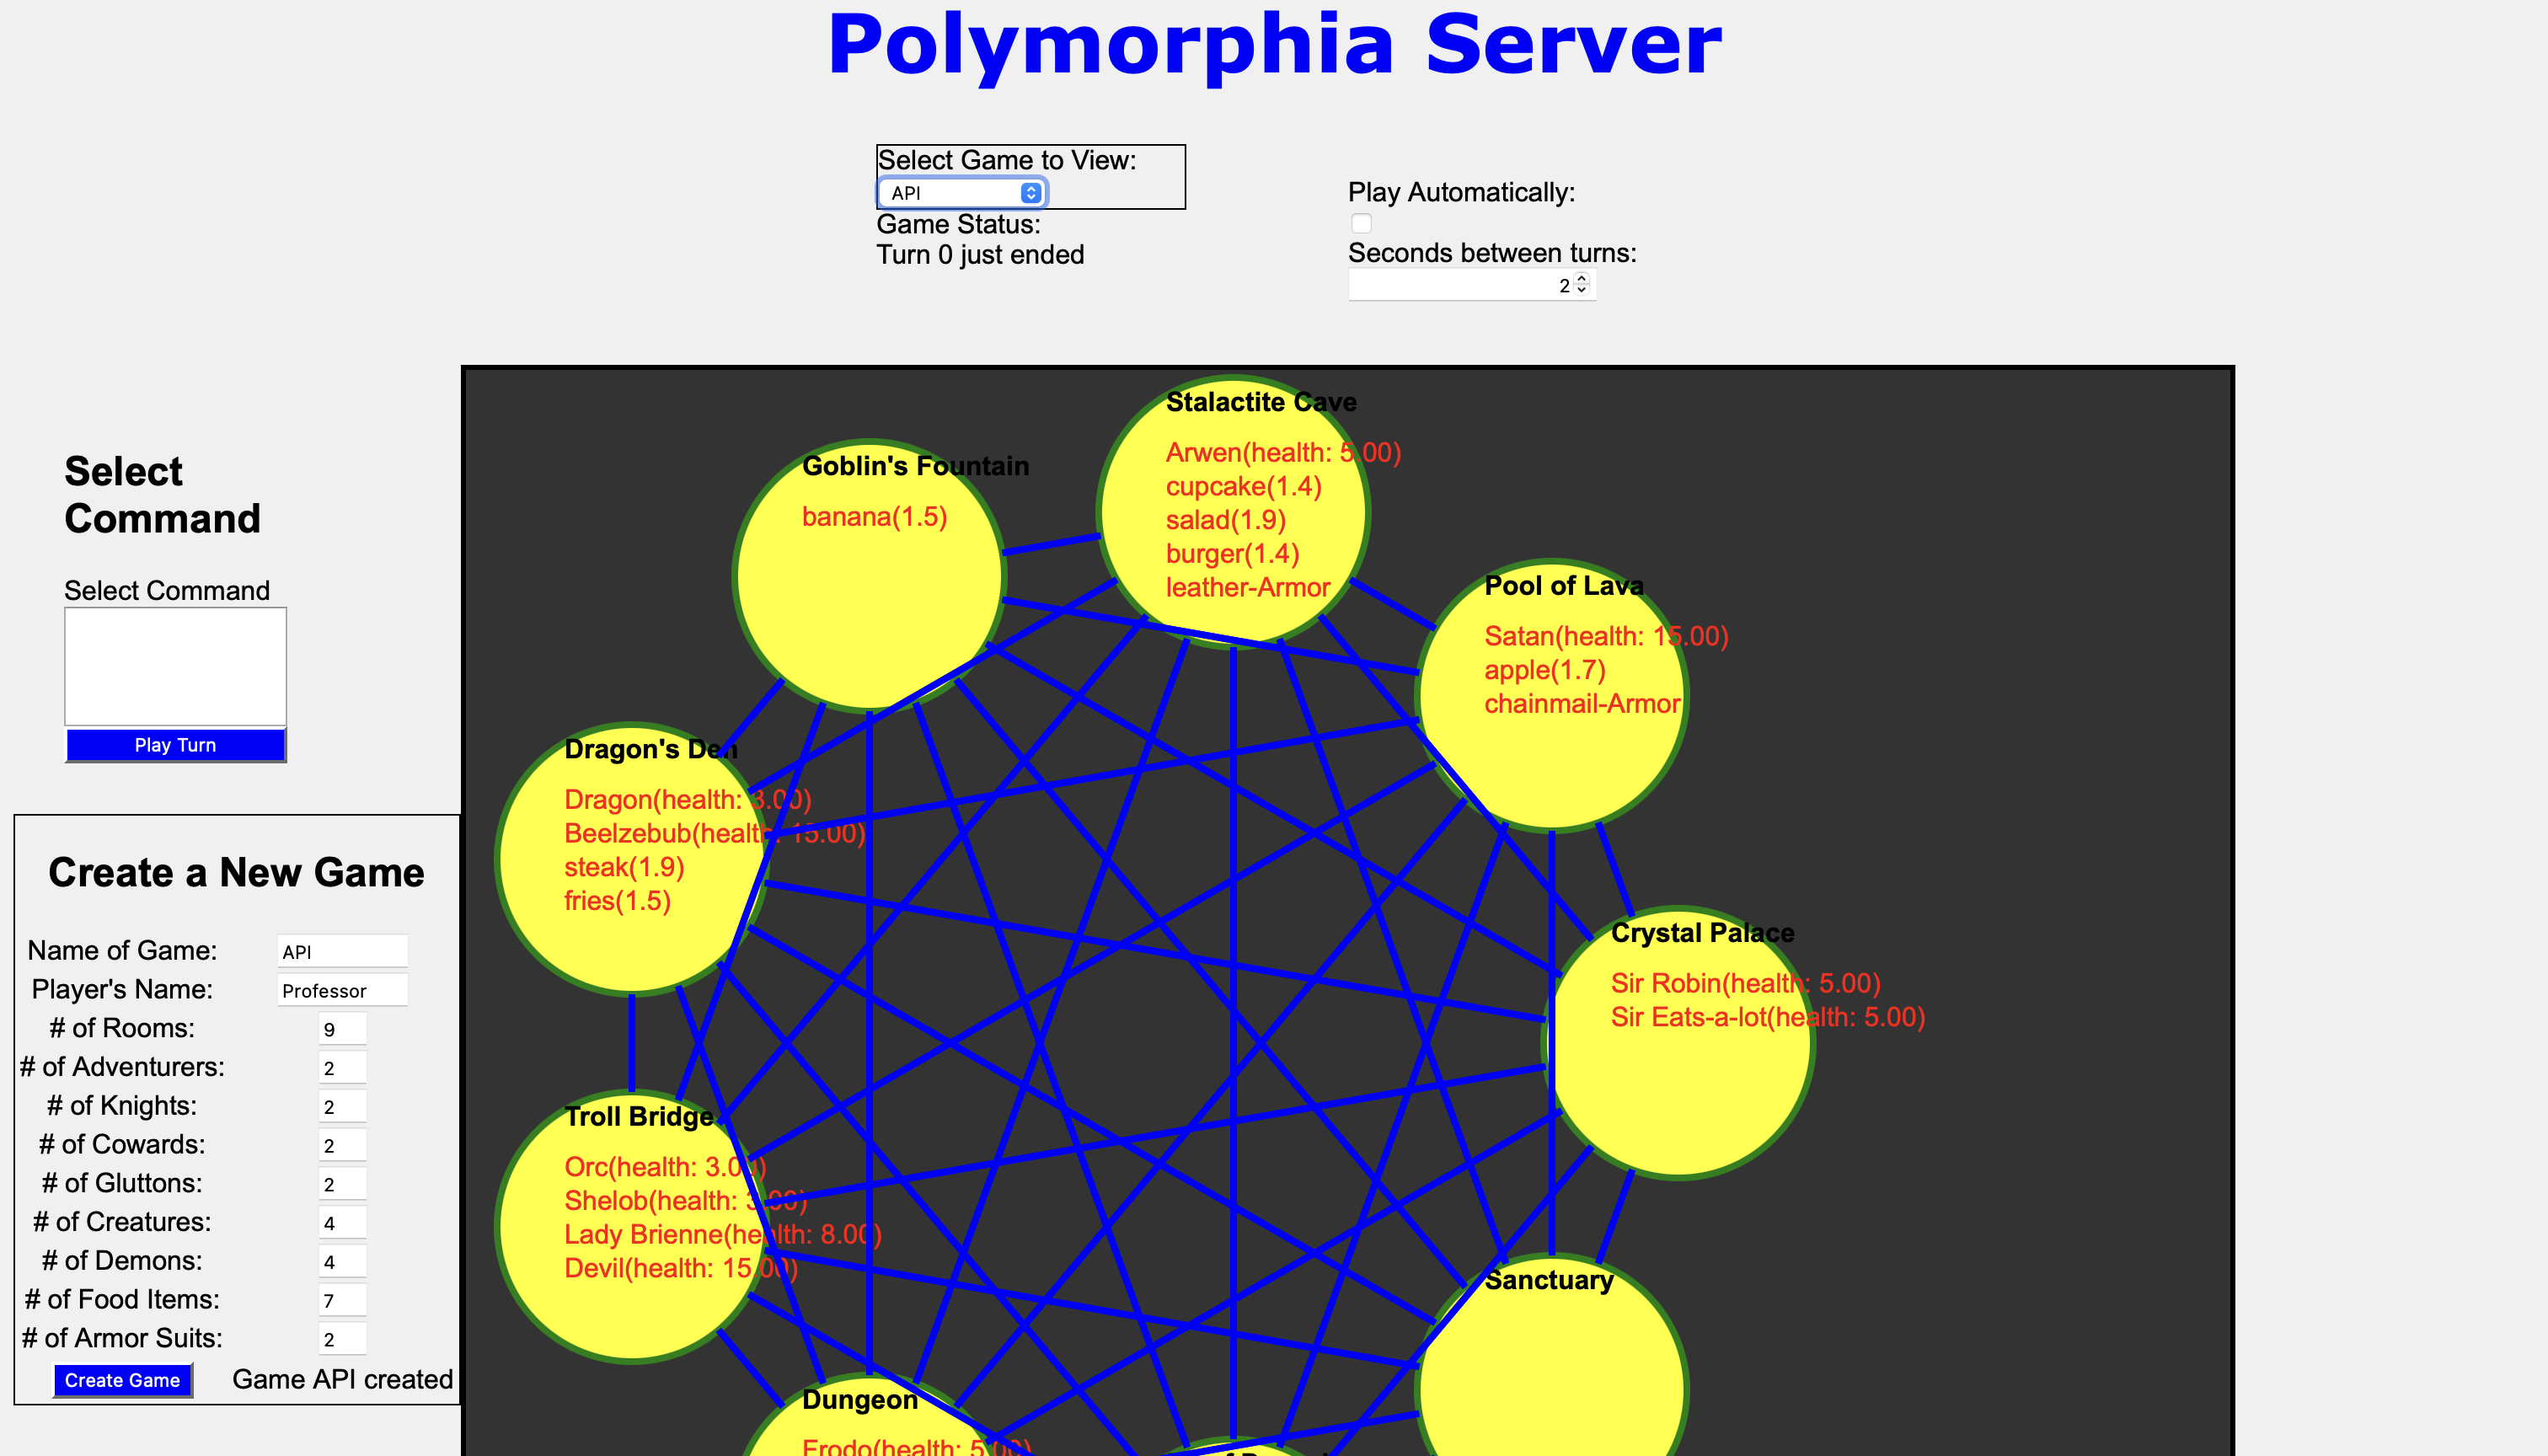 Polymorphia Server
Select Game to View:
API
Game Status:
Turn 0 just ended
Play Automatically:
Seconds between turns:
2
Select
Command
Select Command
Play Turn
Create a New Game
Name of Game: API
Player's Name: Professor
# of Rooms: 9
# of Adventurers: 2
# of Knights: 2
# of Cowards: 2
# of Gluttons: 2
# of Creatures: 4
# of Demons: 4
# of Food Items: 7
# of Armor Suits: 2
Create Game Game API created
Stalactite Cave
Arwen(health: 5.00)
cupcake(1.4)
salad(1.9)
burger(1.4)
leather-Armor
Goblin's Fountain
banana(1.5)
Pool of Lava
Satan(health: 15.00)
apple(1.7)
chainmail-Armor
Dragon's Den
Dragon(health: 3.00)
Beelzebub(health: 15.00)
steak(1.9)
fries(1.5)
Crystal Palace
Sir Robin(health: 5.00)
Sir Eats-a-lot(health: 5.00)
Troll Bridge
Orc(health: 3.00)
Shelob(health: 3.00)
Lady Brienne(health: 8.00)
Devil(health: 15.00)
Sanctuary
Dungeon
Frodo(health: 5.00)
of